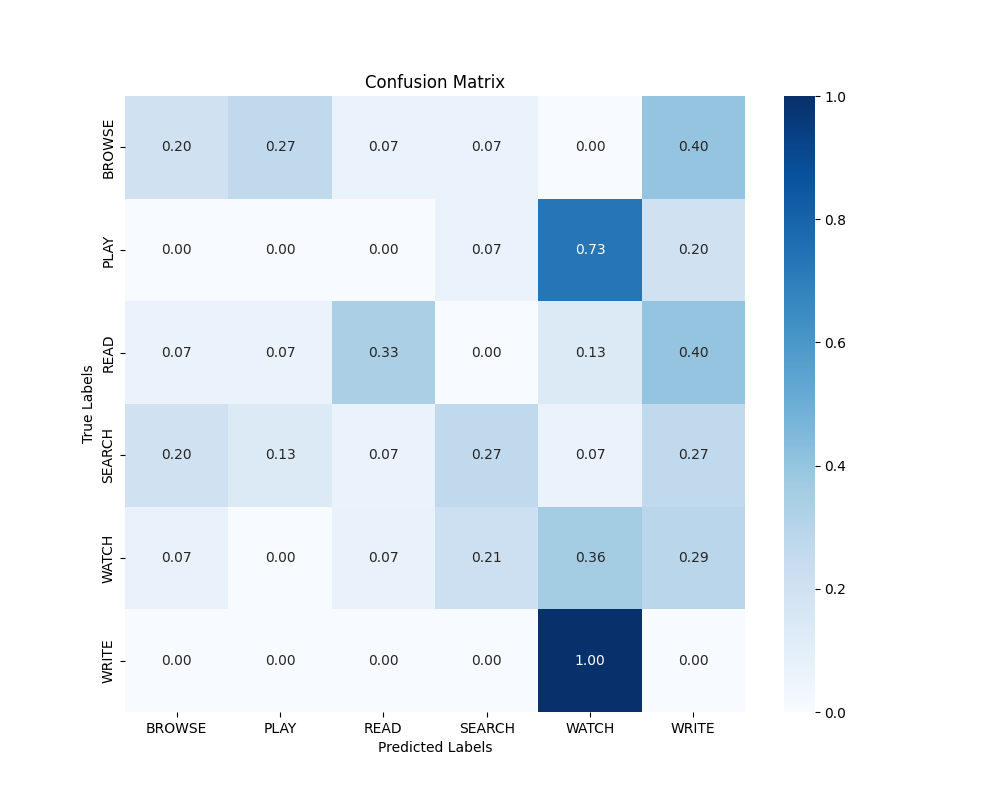 Confusion Matrix
BROWSE 0.20 0.27 0.07 0.07 0.00 0.40
PLAY 0.00 0.00 0.00 0.07 0.73 0.20
READ 0.07 0.07 0.33 0.00 0.13 0.40
SEARCH 0.20 0.13 0.07 0.27 0.07 0.27
WATCH 0.07 0.00 0.07 0.21 0.36 0.29
WRITE 0.00 0.00 0.00 0.00 1.00 0.00
True Labels
BROWSE PLAY READ SEARCH WATCH WRITE
Predicted Labels
1.0
0.8
0.6
0.4
0.2
0.0